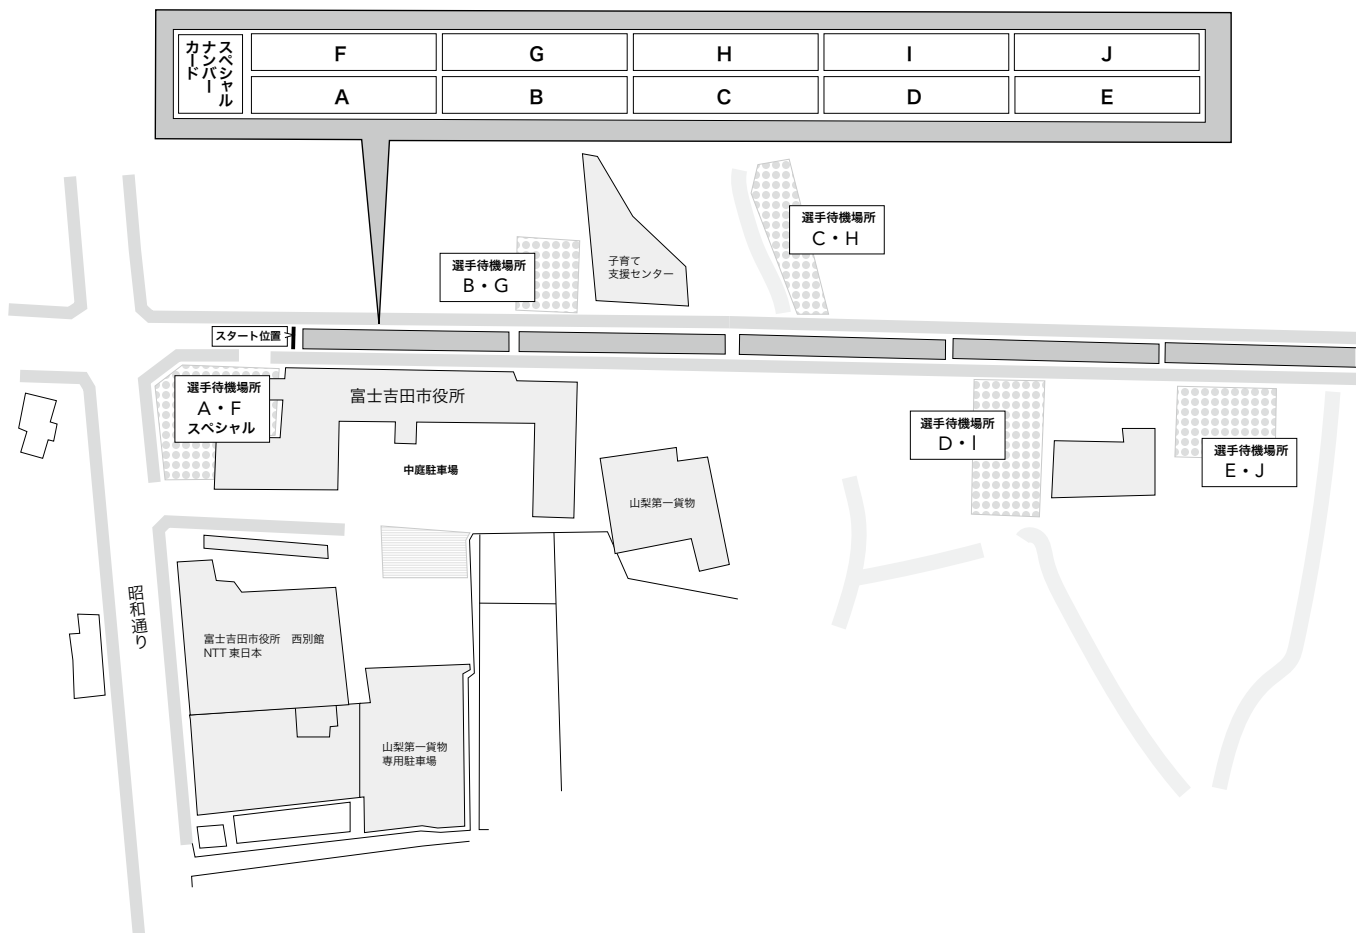 スペシャル
ナンバー
カード
F
G
H
I
J
A
B
C
D
E
選手待機場所
C・H
選手待機場所
B・G
子育て
支援センター
スタート位置
選手待機場所
A・F
スペシャル
富士吉田市役所
中庭駐車場
山梨第一貨物
選手待機場所
D・I
選手待機場所
E・J
昭和通り
富士吉田市役所 西別館
NTT東日本
山梨第一貨物
専用駐車場